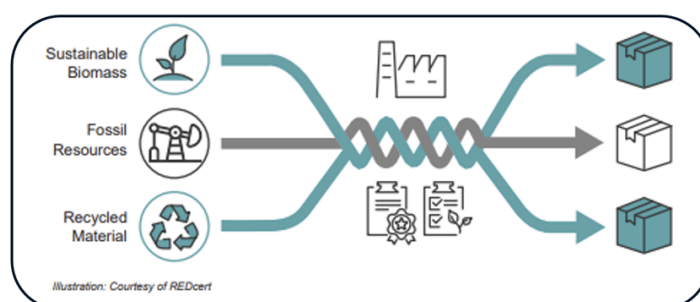 Sustainable
Biomass
Fossil
Resources
Recycled
Material
Illustration: Courtesy of REDcert